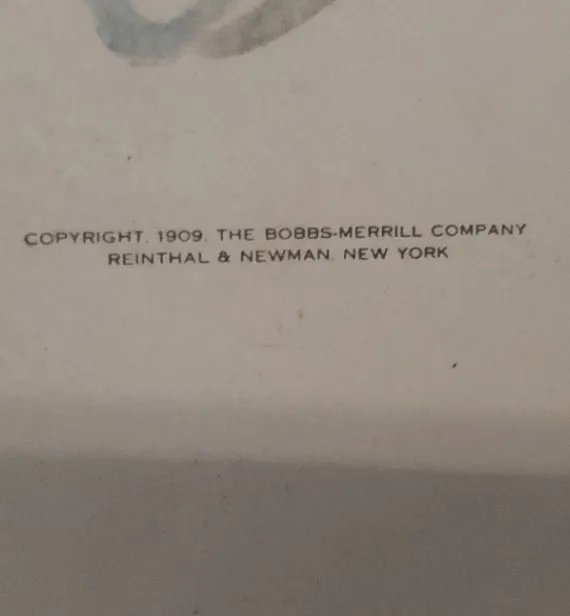 COPYRIGHT, 1909, THE BOBBS-MERRILL COMPANY
REINTHAL & NEWMAN, NEW YORK